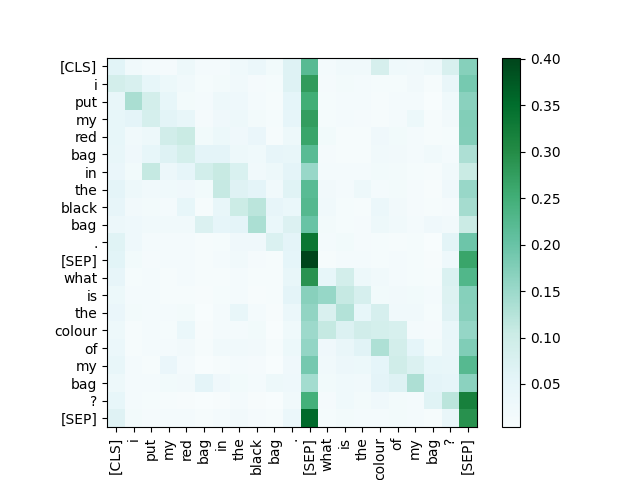 [CLS]
i
put
my
red
bag
in
the
black
bag
.
[SEP]
what
is
the
colour
of
my
bag
?
[SEP]
[CLS]
i
put
my
red
bag
in
the
black
bag
.
[SEP]
what
is
the
colour
of
my
bag
?
[SEP]
0.40
0.35
0.30
0.25
0.20
0.15
0.10
0.05